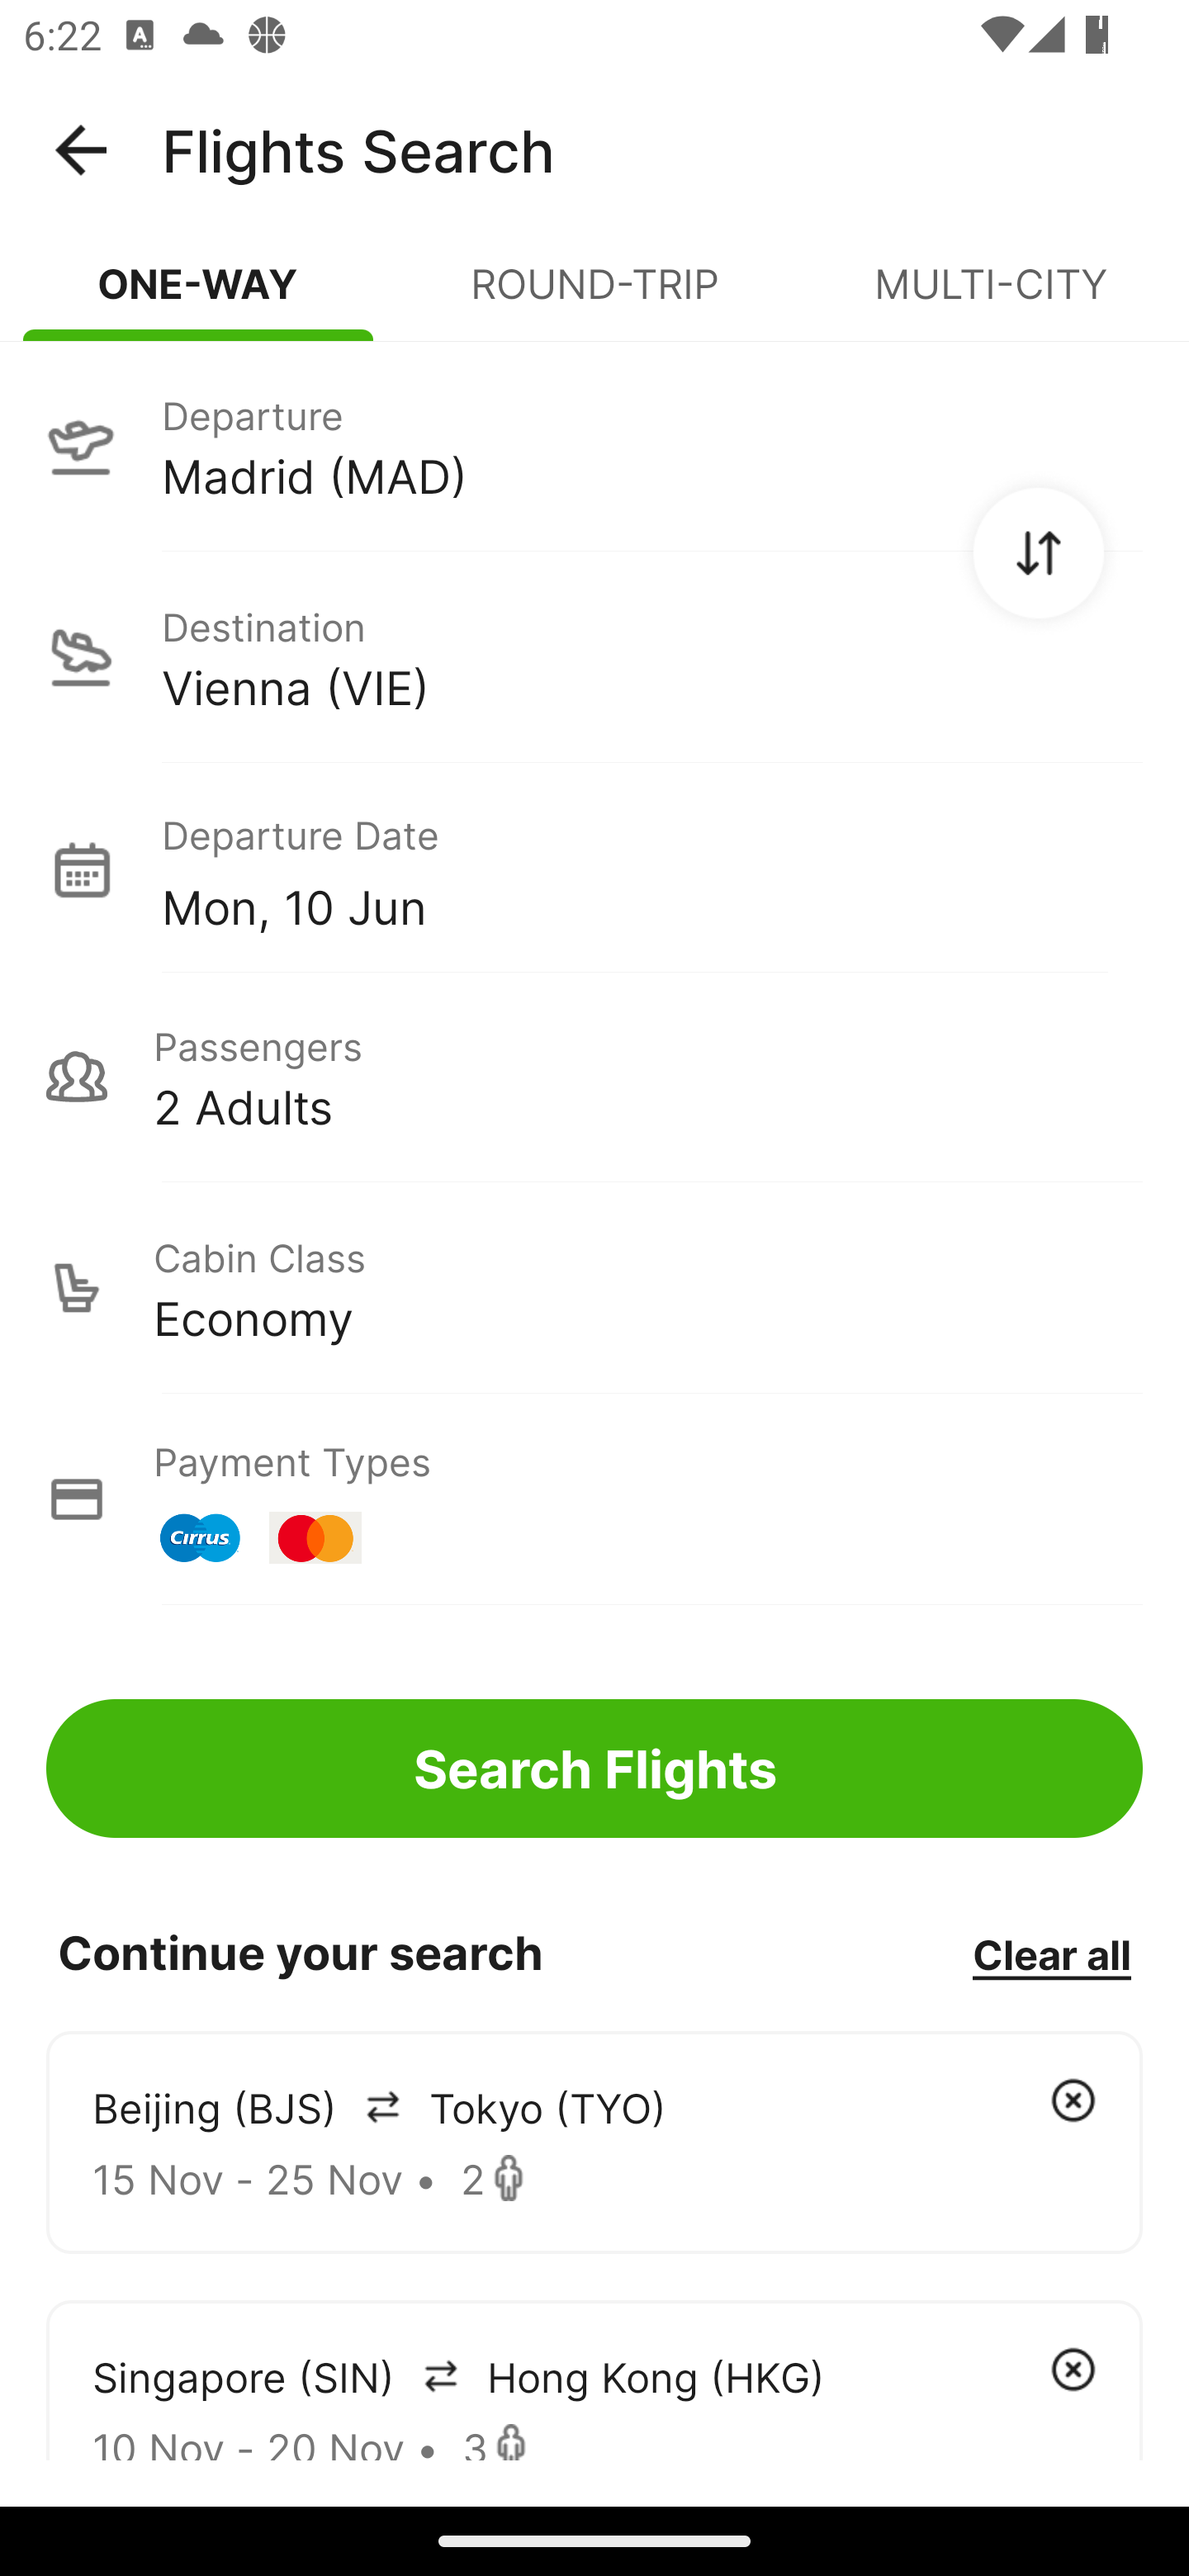 6:22
Flights Search
ONE-WAY ROUND-TRIP MULTI-CITY
Departure
Madrid (MAD)
Destination
Vienna (VIE)
Departure Date
Mon, 10 Jun
Passengers
2 Adults
Cabin Class
Economy
Payment Types
Cirrus
Search Flights
Continue your search Clear all
Beijing (BJS) Tokyo (TYO)
15 Nov - 25 Nov • 2
Singapore (SIN) Hong Kong (HKG)
10 Nov - 20 Nov • 3